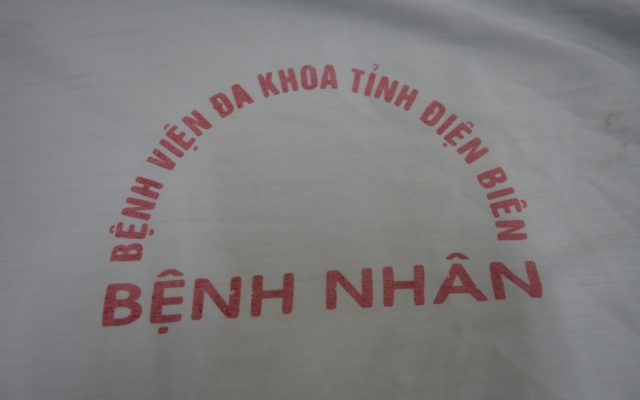 BỆNH VIỆN ĐA KHOA TỈNH ĐIỆN BIÊN
BỆNH NHÂN